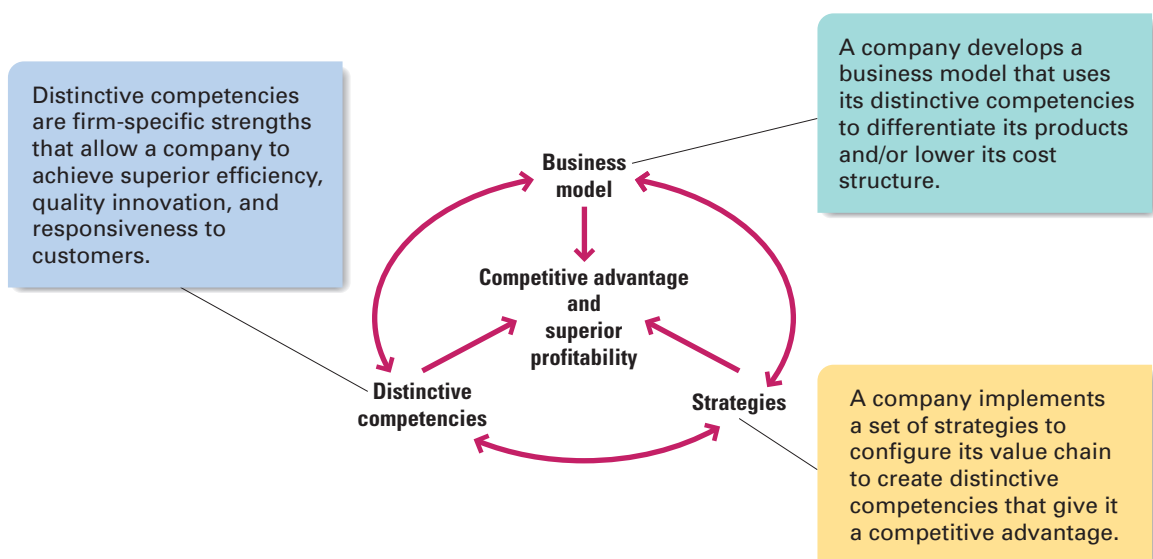 A company develops a
business model that uses
its distinctive competencies
to differentiate its products
and/or lower its cost
structure.
Distinctive competencies
are firm-specific strengths
that allow a company to
achieve superior efficiency,
quality innovation, and
responsiveness to
customers.
Business
model
Competitive advantage
and
superior
profitability
Distinctive
competencies
Strategies
A company implements
a set of strategies to
configure its value chain
to create distinctive
competencies that give it
a competitive advantage.